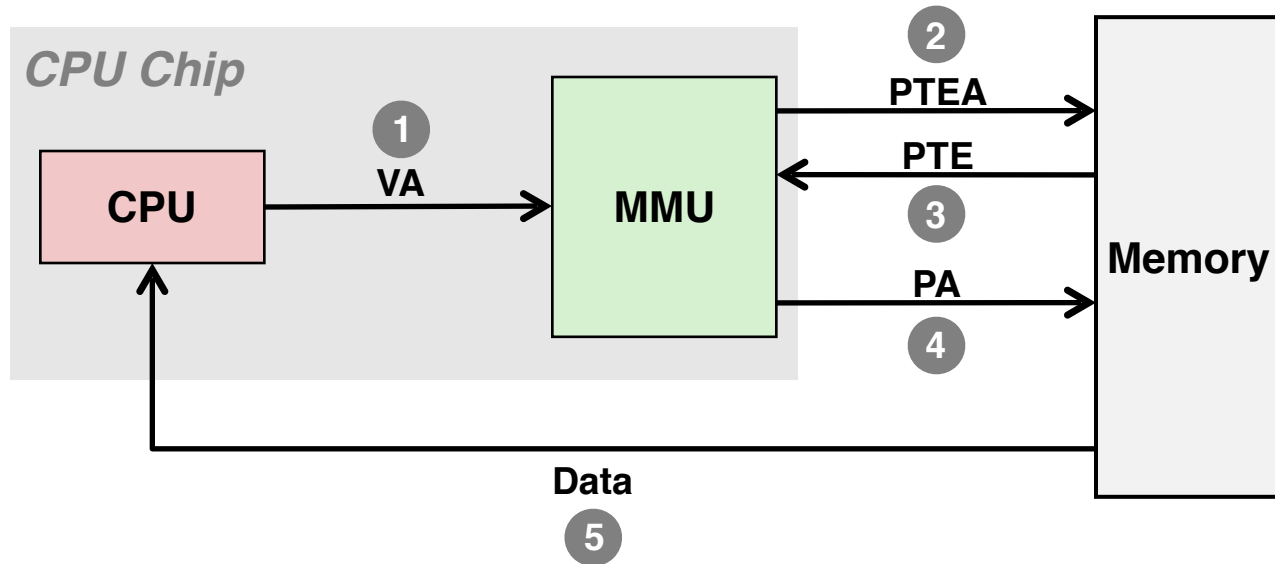 2
CPU Chip
PTEA
1
PTE
VA
CPU
MMU
3
Memory
PA
4
Data
5